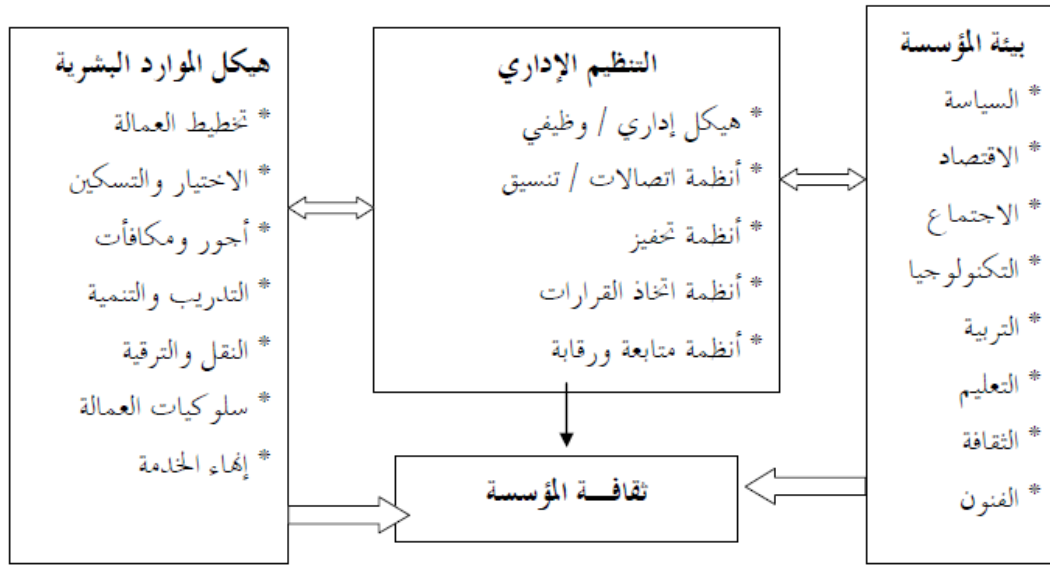 بيئة المؤسسة
* السياسة
* الاقتصاد
* الاجتماع
* التكنولوجيا
* التربية
* التعليم
* الثقافة
* الفنون
التنظيم الإداري
* هيكل إداري / وظيفي
* أنظمة اتصالات / تنسيق
* أنظمة تحفيز
* أنظمة اتخاذ القرارات
* أنظمة متابعة ورقابة
هيكل الموارد البشرية
* تخطيط العمالة
* الاختيار والتسكين
* أجور ومكافأت
* التدريب والتنمية
* النقل والترقية
* سلوكيات العمالة
* إنهاء الخدمة
ثقافـــة المؤسسة